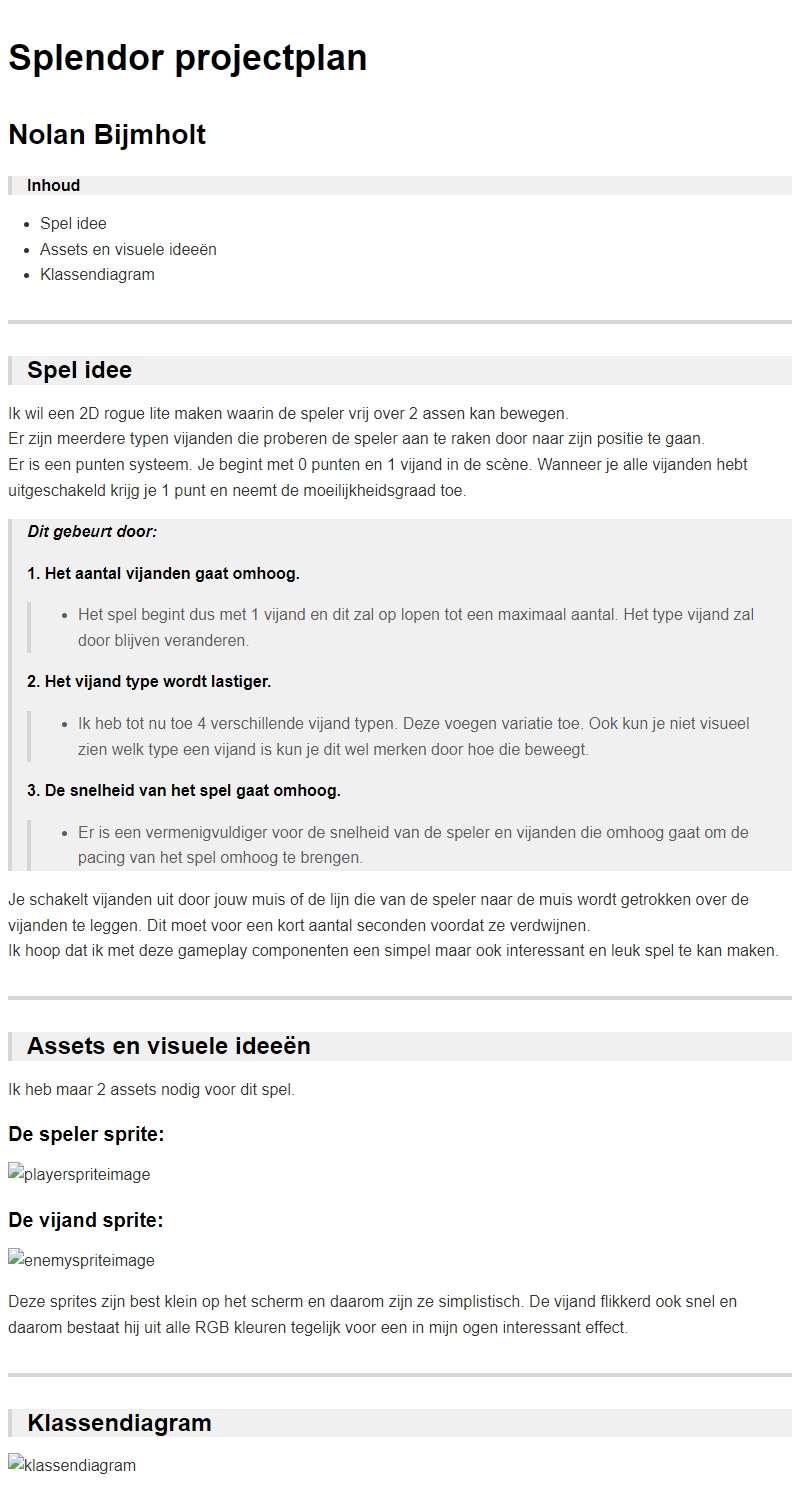 Splendor projectplan
Nolan Bijmholt
Inhoud
Spel idee
Assets en visuele ideeën
Klassendiagram
Spel idee
Ik wil een 2D rogue lite maken waarin de speler vrij over 2 assen kan bewegen.
Er zijn meerdere typen vijanden die proberen de speler aan te raken door naar zijn positie te gaan.
Er is een punten systeem. Je begint met 0 punten en 1 vijand in de scène. Wanneer je alle vijanden hebt
uitgeschakeld krijg je 1 punt en neemt de moeilijkheidsgraad toe.
Dit gebeurt door:
1. Het aantal vijanden gaat omhoog.
Het spel begint dus met 1 vijand en dit zal op lopen tot een maximaal aantal. Het type vijand zal
door blijven veranderen.
2. Het vijand type wordt lastiger.
Ik heb tot nu toe 4 verschillende vijand typen. Deze voegen variatie toe. Ook kun je niet visueel
zien welk type een vijand is kun je dit wel merken door hoe die beweegt.
3. De snelheid van het spel gaat omhoog.
Er is een vermenigvuldiger voor de snelheid van de speler en vijanden die omhoog gaat om de
pacing van het spel omhoog te brengen.
Je schakelt vijanden uit door jouw muis of de lijn die van de speler naar de muis wordt getrokken over de
vijanden te leggen. Dit moet voor een kort aantal seconden voordat ze verdwijnen.
Ik hoop dat ik met deze gameplay componenten een simpel maar ook interessant en leuk spel te kan maken.
Assets en visuele ideeën
Ik heb maar 2 assets nodig voor dit spel.
De speler sprite:
playerspriteimage
De vijand sprite:
enemyspriteimage
Deze sprites zijn best klein op het scherm en daarom zijn ze simplistisch. De vijand flikkerd ook snel en
daarom bestaat hij uit alle RGB kleuren tegelijk voor een in mijn ogen interessant effect.
Klassendiagram
klassendiagram